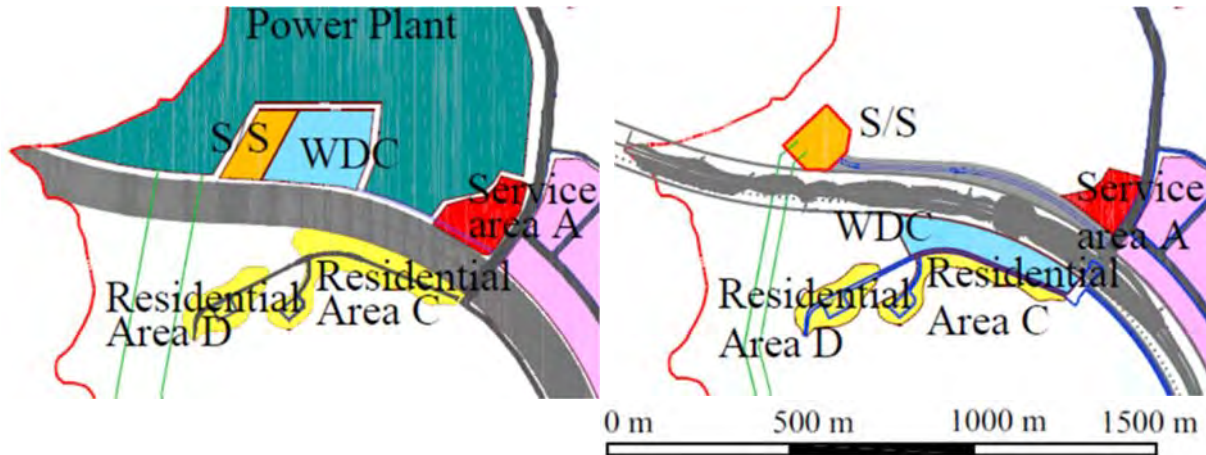 Power Plant
S/S
WDC
Service
area A
Residential
Area D
Residential
Area C
S/S
WDC
Service
area A
Residential
Area D
Residential
Area C
0 m 500 m 1000 m 1500 m